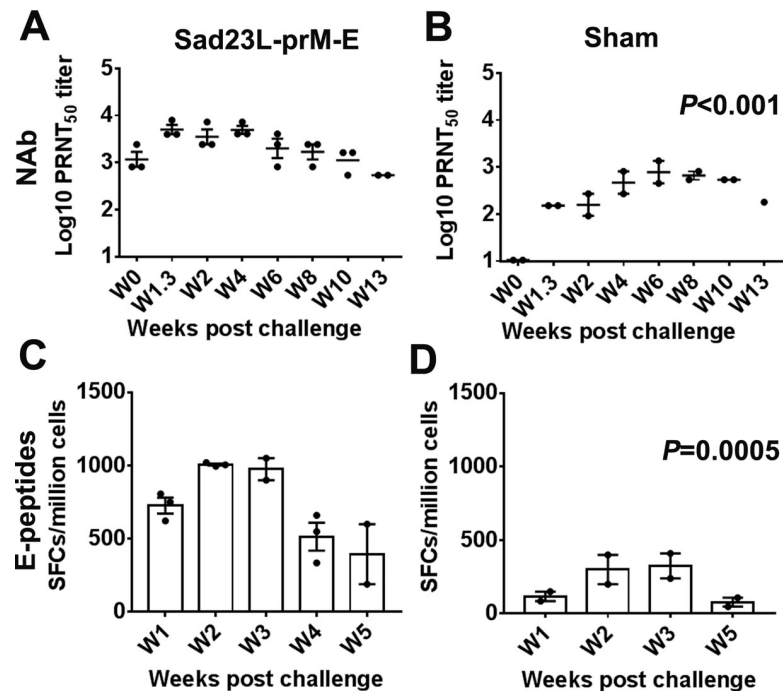 A
Sad23L-prM-E
NAb
Log10 PRNT50 titer
5
4
3
2
1
W0
W1.3
W2
W4
W6
W8
W10
W13
Weeks post challenge
B
Sham
P<0.001
Log10 PRNT50 titer
5
4
3
2
1
W0
W1.3
W2
W4
W6
W8
W10
W13
Weeks post challenge
C
E-peptides
SFCs/million cells
1500
1000
500
0
W1
W2
W3
W4
W5
Weeks post challenge
D
P=0.0005
SFCs/million cells
1500
1000
500
0
W1
W2
W3
W5
Weeks post challenge